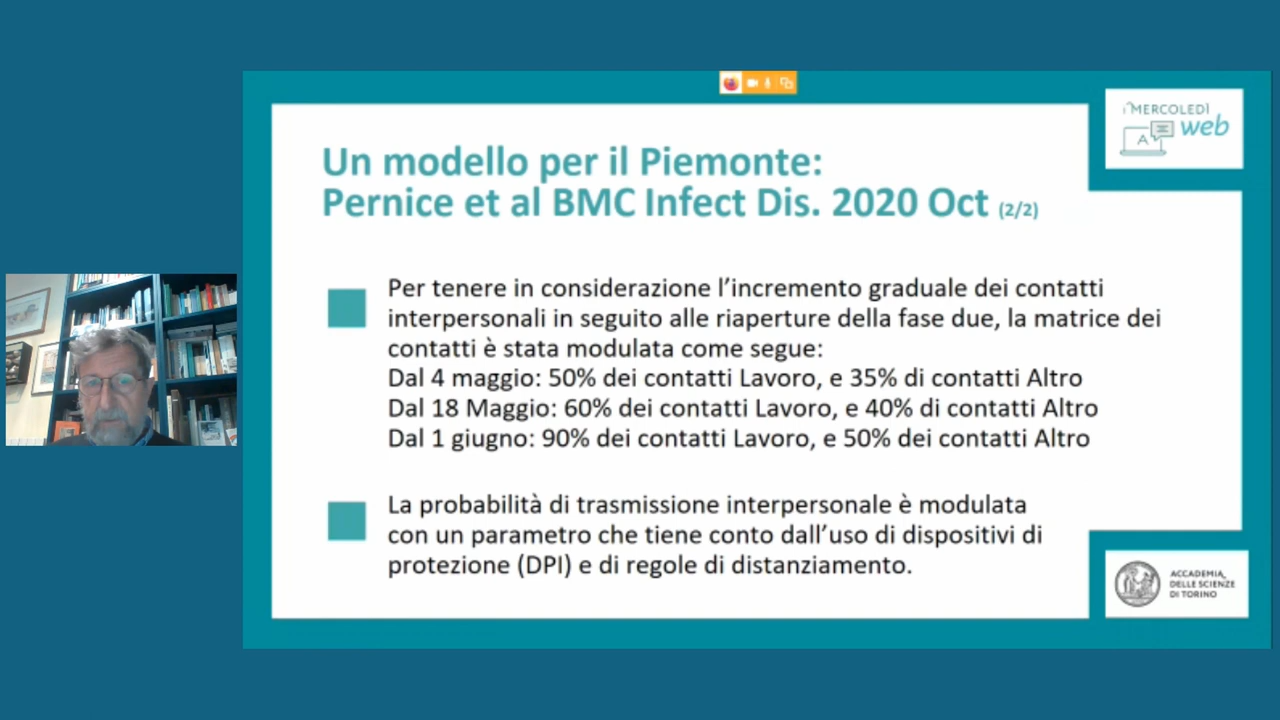 i MERCOLEDÌ
web
A
Un modello per il Piemonte:
Pernice et al BMC Infect Dis. 2020 Oct (2/2)
Per tenere in considerazione l’incremento graduale dei contatti
interpersonali in seguito alle riaperture della fase due, la matrice dei
contatti è stata modulata come segue:
Dal 4 maggio: 50% dei contatti Lavoro, e 35% di contatti Altro
Dal 18 Maggio: 60% dei contatti Lavoro, e 40% di contatti Altro
Dal 1 giugno: 90% dei contatti Lavoro, e 50% dei contatti Altro
La probabilità di trasmissione interpersonale è modulata
con un parametro che tiene conto dall’uso di dispositivi di
protezione (DPI) e di regole di distanziamento.
ACCADEMIA
DELLE SCIENZE
DI TORINO